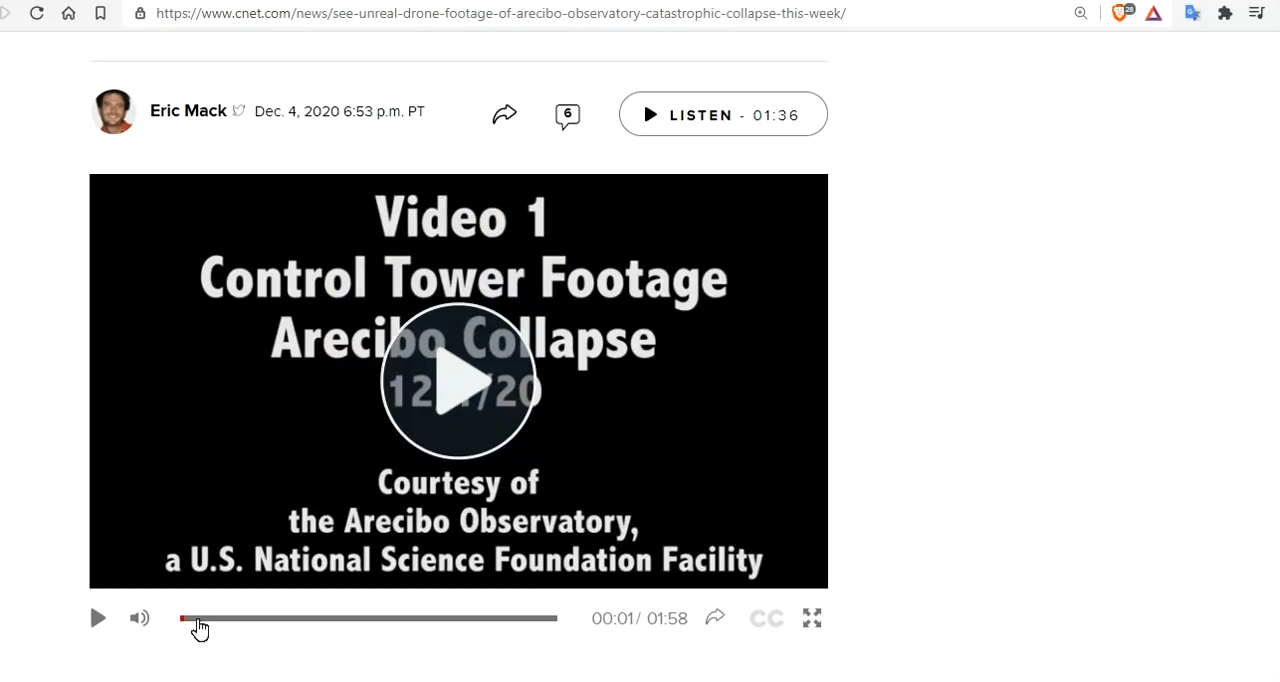 https://www.cnet.com/news/see-unreal-drone-footage-of-arecibo-observatory-catastrophic-collapse-this-week/
28
Eric Mack Dec. 4, 2020 6:53 p.m. PT
6
LISTEN - 01:36
Video 1
Control Tower Footage
Arecibo Collapse
Courtesy of
the Arecibo Observatory,
a U.S. National Science Foundation Facility
00:01/ 01:58
CC